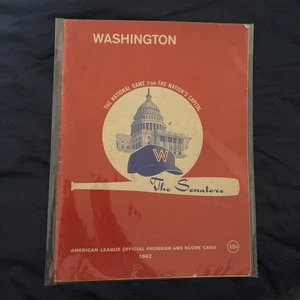 WASHINGTON
THE NATIONAL GAME from THE NATION'S CAPITAL
W
The Senators
AMERICAN LEAGUE OFFICIAL PROGRAM AND SCORE CARD
15¢
1962